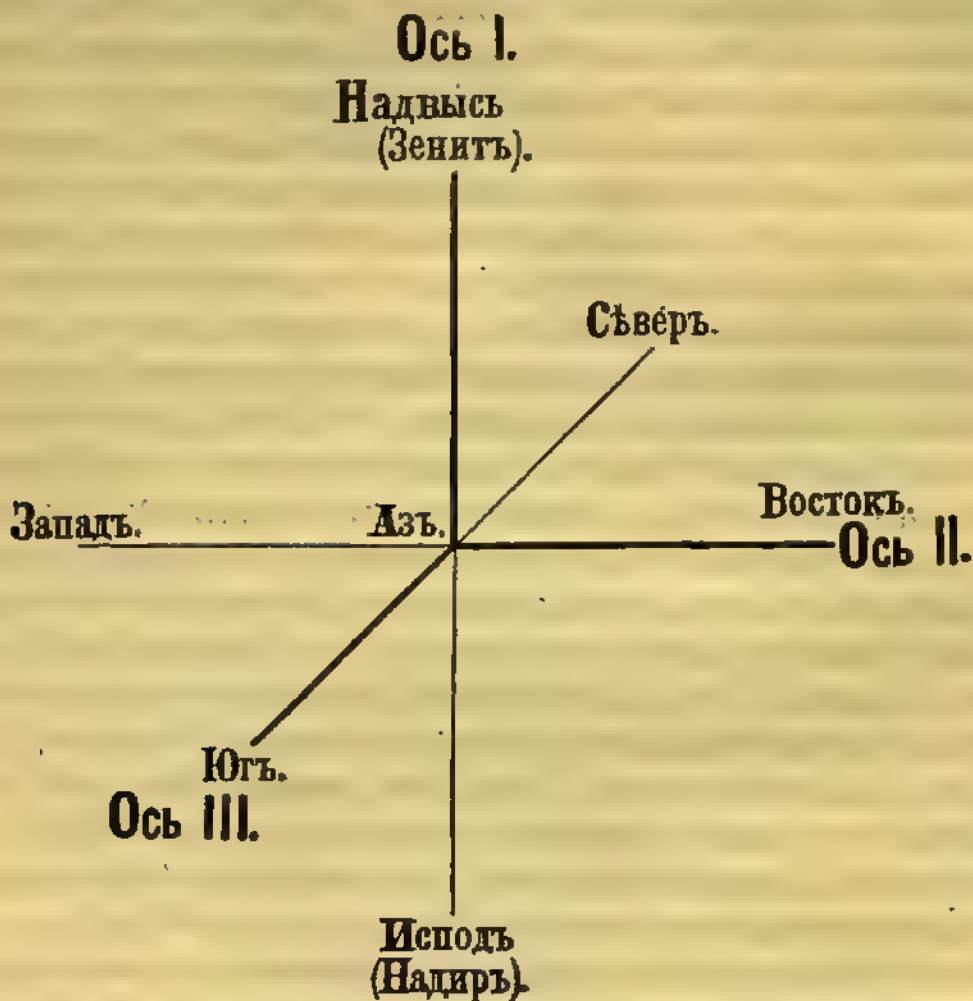 Ось I.
Надвысь
(Зенитъ).
Сѣверъ.
Западъ.
Азъ.
Востокъ.
Ось II.
Югъ.
Ось III.
Исподъ
(Надиръ).